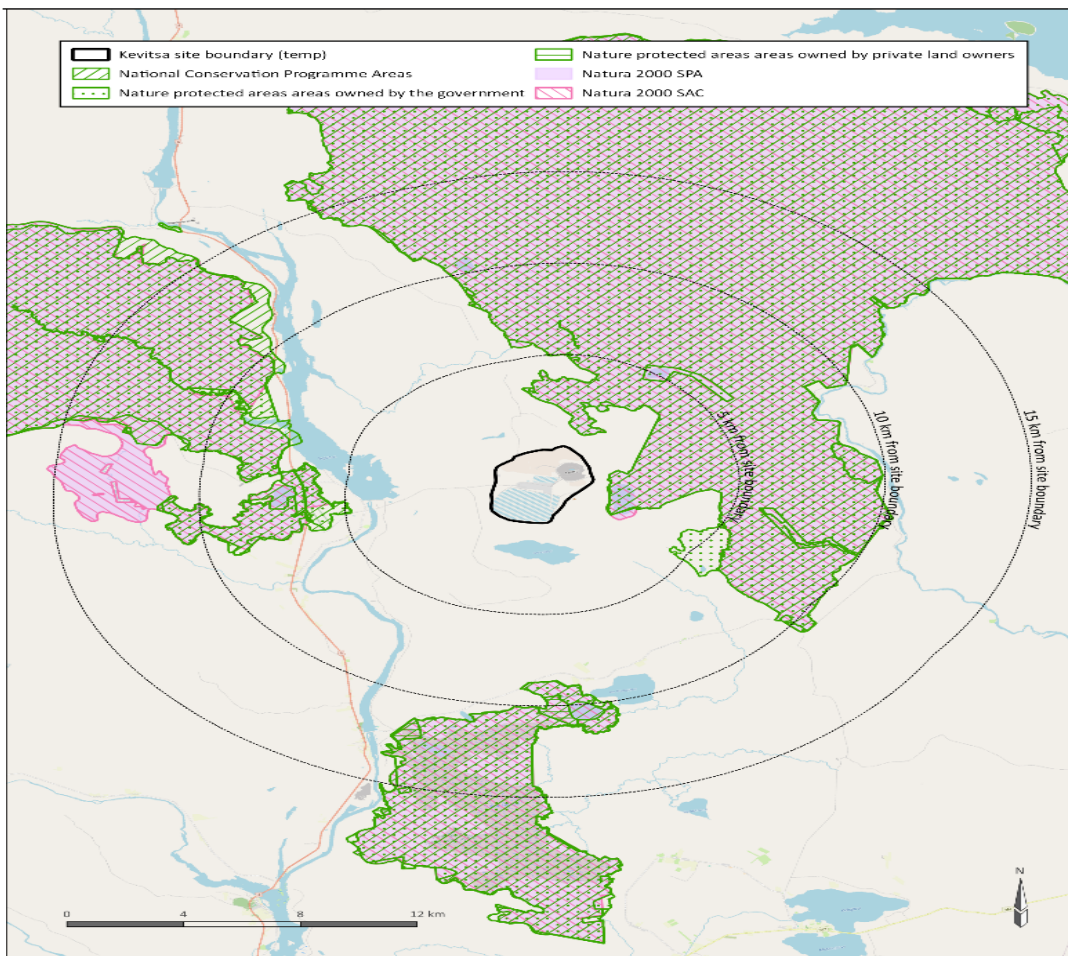 Kevitsa site boundary (temp)
National Conservation Programme Areas
Nature protected areas areas owned by the government
Nature protected areas areas owned by private land owners
Natura 2000 SPA
Natura 2000 SAC
5 km from site boundary
10 km from site boundary
15 km from site boundary
N
0 4 8 12 km